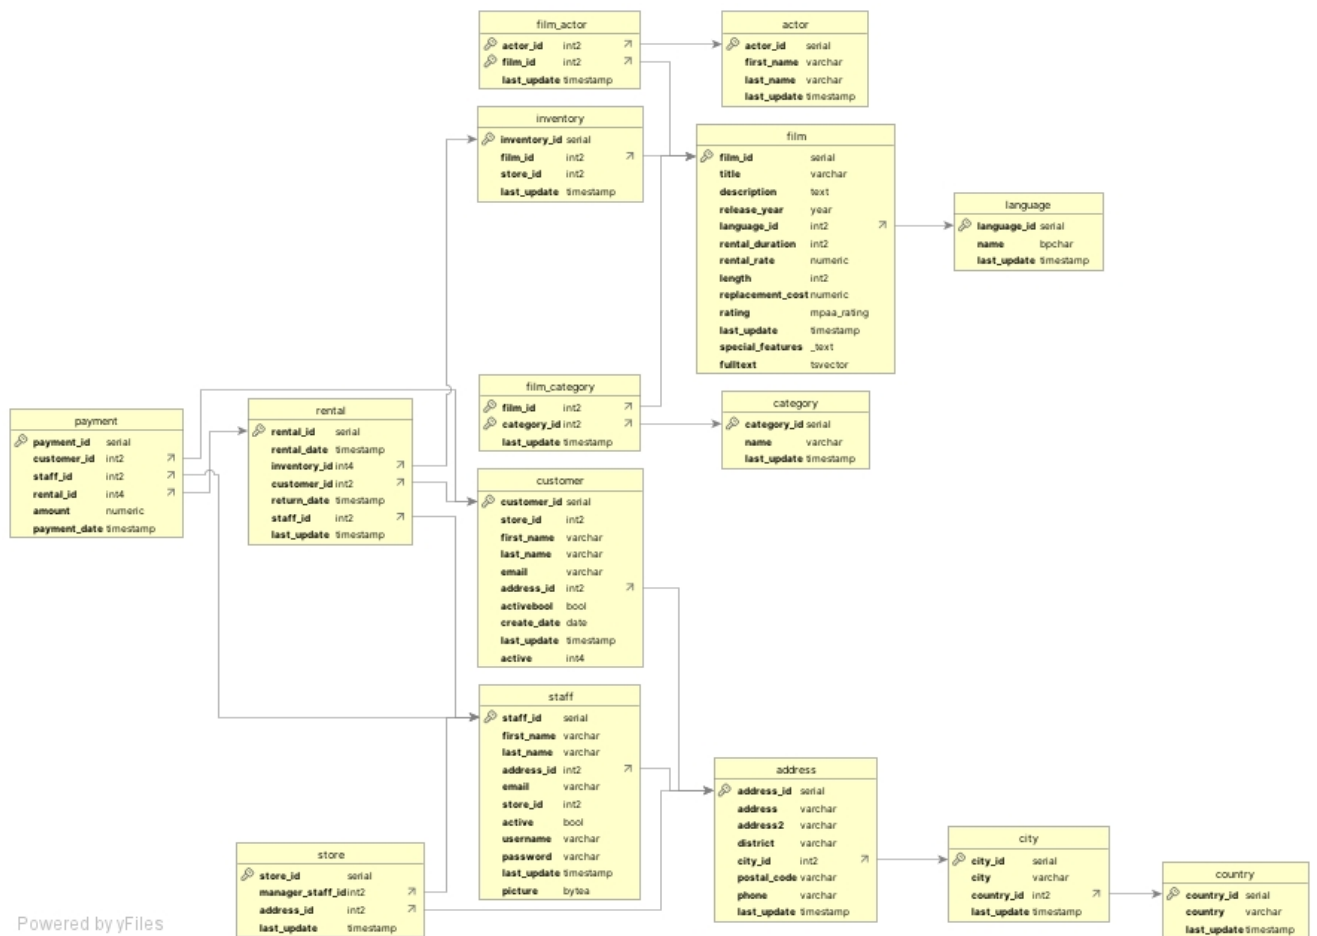 film_actor
actor_id int2
film_id int2
last_update timestamp
actor
actor_id serial
first_name varchar
last_name varchar
last_update timestamp
inventory
inventory_id serial
film_id int2
store_id int2
last_update timestamp
film
film_id serial
title varchar
description text
release_year year
language_id int2
rental_duration int2
rental_rate numeric
length int2
replacement_cost numeric
rating mpaa_rating
last_update timestamp
special_features _text
fulltext tsvector
language
language_id serial
name bpchar
last_update timestamp
payment
payment_id serial
customer_id int2
staff_id int2
rental_id int4
amount numeric
payment_date timestamp
rental
rental_id serial
rental_date timestamp
inventory_id int4
customer_id int2
return_date timestamp
staff_id int2
last_update timestamp
film_category
film_id int2
category_id int2
last_update timestamp
category
category_id serial
name varchar
last_update timestamp
customer
customer_id serial
store_id int2
first_name varchar
last_name varchar
email varchar
address_id int2
activebool bool
create_date date
last_update timestamp
active int4
staff
staff_id serial
first_name varchar
last_name varchar
address_id int2
email varchar
store_id int2
active bool
username varchar
password varchar
last_update timestamp
picture bytea
store
store_id serial
manager_staff_id int2
address_id int2
last_update timestamp
address
address_id serial
address varchar
address2 varchar
district varchar
city_id int2
postal_code varchar
phone varchar
last_update timestamp
city
city_id serial
city varchar
country_id int2
last_update timestamp
country
country_id serial
country varchar
last_update timestamp
Powered by yFiles